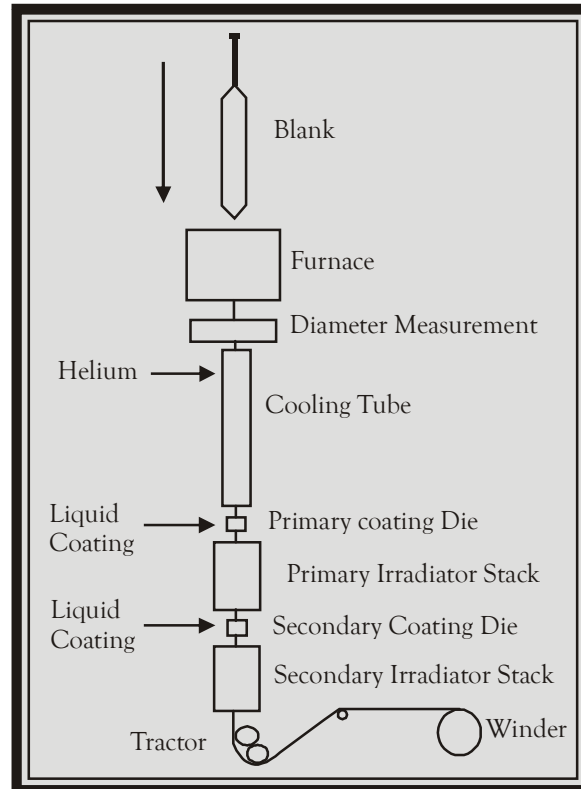 Blank
Furnace
Diameter Measurement
Helium
Cooling Tube
Liquid
Coating
Primary coating Die
Primary Irradiator Stack
Liquid
Coating
Secondary Coating Die
Secondary Irradiator Stack
Tractor
Winder